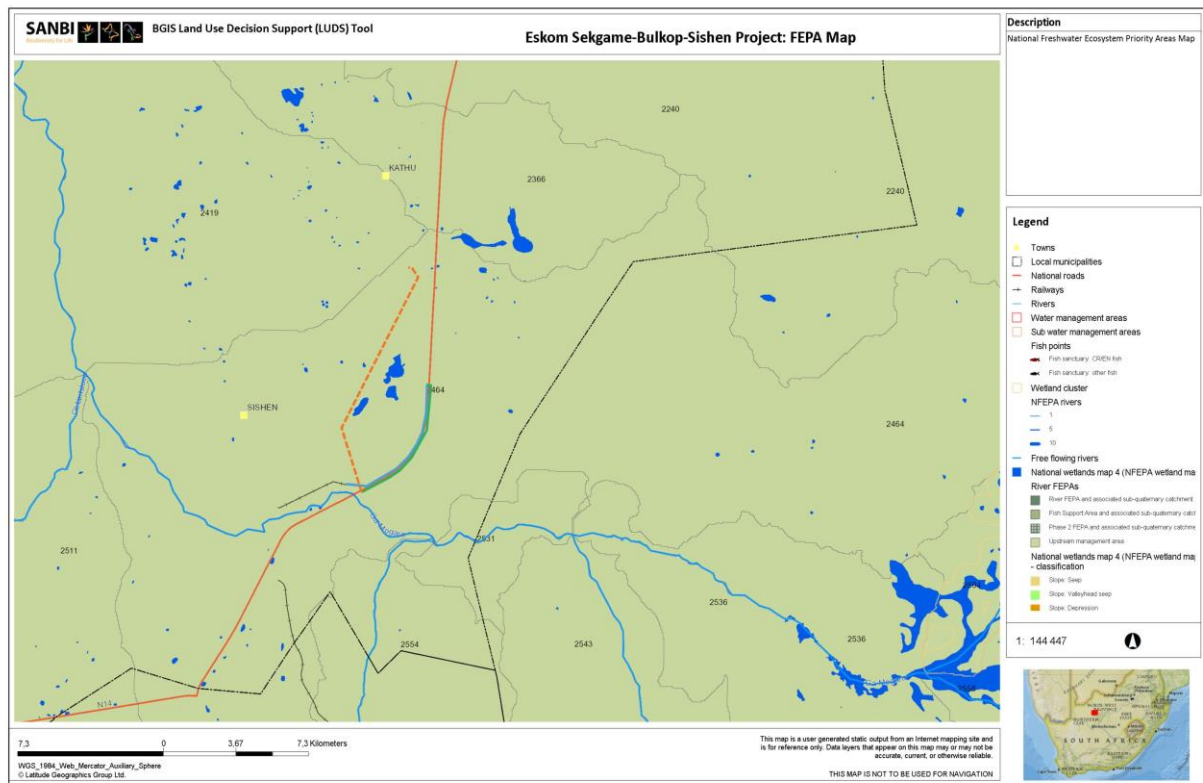 SANBI
Biodiversity for Life
BGIS Land Use Decision Support (LUDS) Tool
Eskom Sekgame-Bulkop-Sishen Project: FEPA Map
Description
National Freshwater Ecosystem Priority Areas Map
2240
KATHU
2366
2240
2419
464
SISHEN
2464
2511
2531
2536
2536
2554
2543
N14
Legend
Towns
Local municipalities
National roads
Railways
Rivers
Water management areas
Sub water management areas
Fish points
Fish sanctuary: CR/EN fish
Fish sanctuary: other fish
Wetland cluster
NFEPA rivers
1
5
10
Free flowing rivers
National wetlands map 4 (NFEPA wetland ma
River FEPAs
River FEPA and associated sub-quaternary catchment
Fish Support Area and associated sub-quaternary catc
Phase 2 FEPA and associated sub-quaternary catchme
Upstream management area
National wetlands map 4 (NFEPA wetland ma
- classification
Slope: Seep
Slope: Valleyhead seep
Slope: Depression
1: 144 447
SOUTH AFRICA
7,3 0 3,67 7,3 Kilometers
WGS_1984_Web_Mercator_Auxiliary_Sphere
© Latitude Geographics Group Ltd.
This map is a user generated static output from an Internet mapping site and
is for reference only. Data layers that appear on this map may or may not be
accurate, current, or otherwise reliable.
THIS MAP IS NOT TO BE USED FOR NAVIGATION